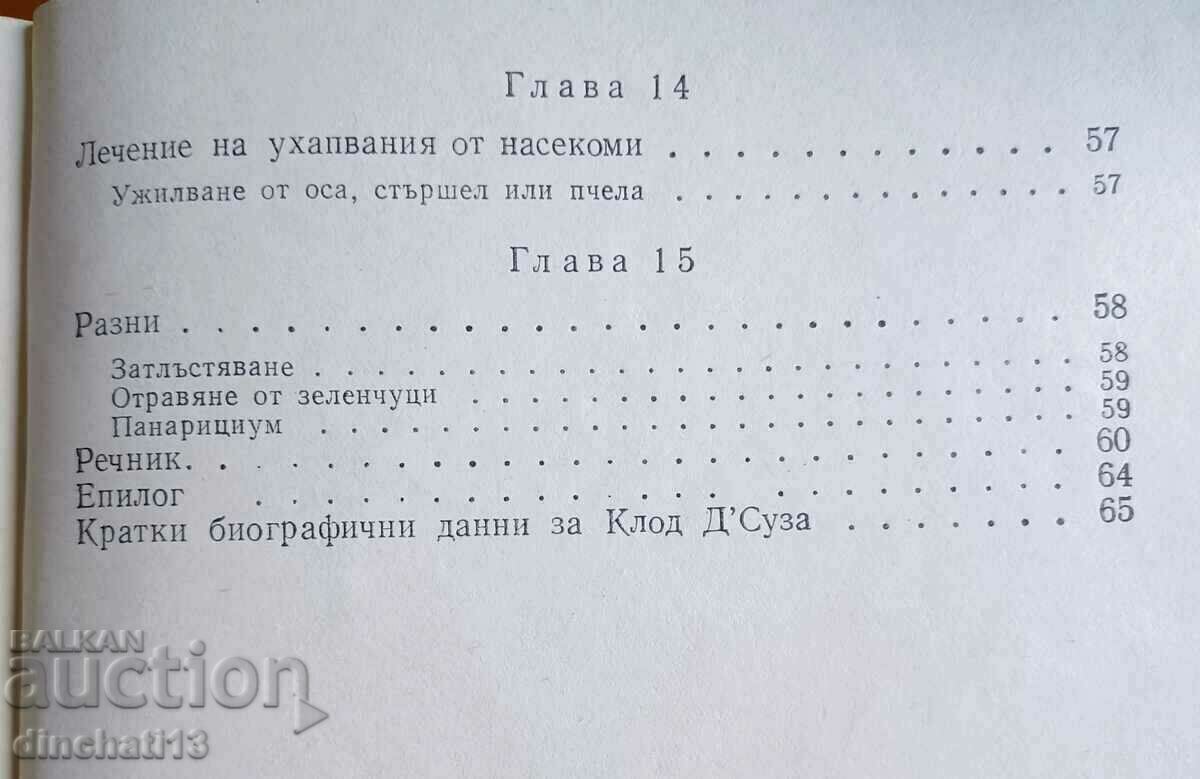 Глава 14
Лечение на ухапвания от насекоми . . . . . . . . . . . . . 57
Ужилване от оса, стършел или пчела . . . . . . . . . . . . . . 57
Глава 15
Разни . . . . . . . . . . . . . . . . . . . . . . . . . 58
Затлъстяване . . . . . . . . . . . . . . . . . . . . . . . . . 58
Отравяне от зеленчуци . . . . . . . . . . . . . . . . . . . . . 59
Панарициум . . . . . . . . . . . . . . . . . . . . . . . . . 59
Речник. . . . . . . . . . . . . . . . . . . . . . . . . 60
Епилог . . . . . . . . . . . . . . . . . . . . . . . 64
Кратки биографични данни за Клод Д'Суза . . . . . . . 65
BALKAN
auction
dinchati13